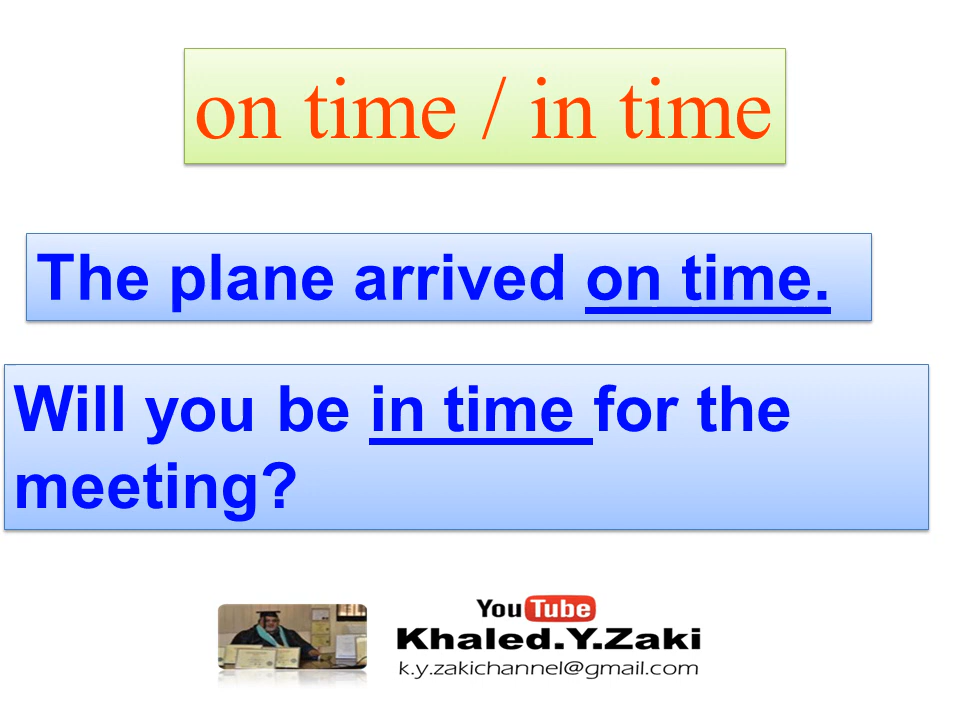 on time / in time
The plane arrived on time.
Will you be in time for the
meeting?
YouTube
Khaled.Y.Zaki
k.y.zakichannel@gmail.com